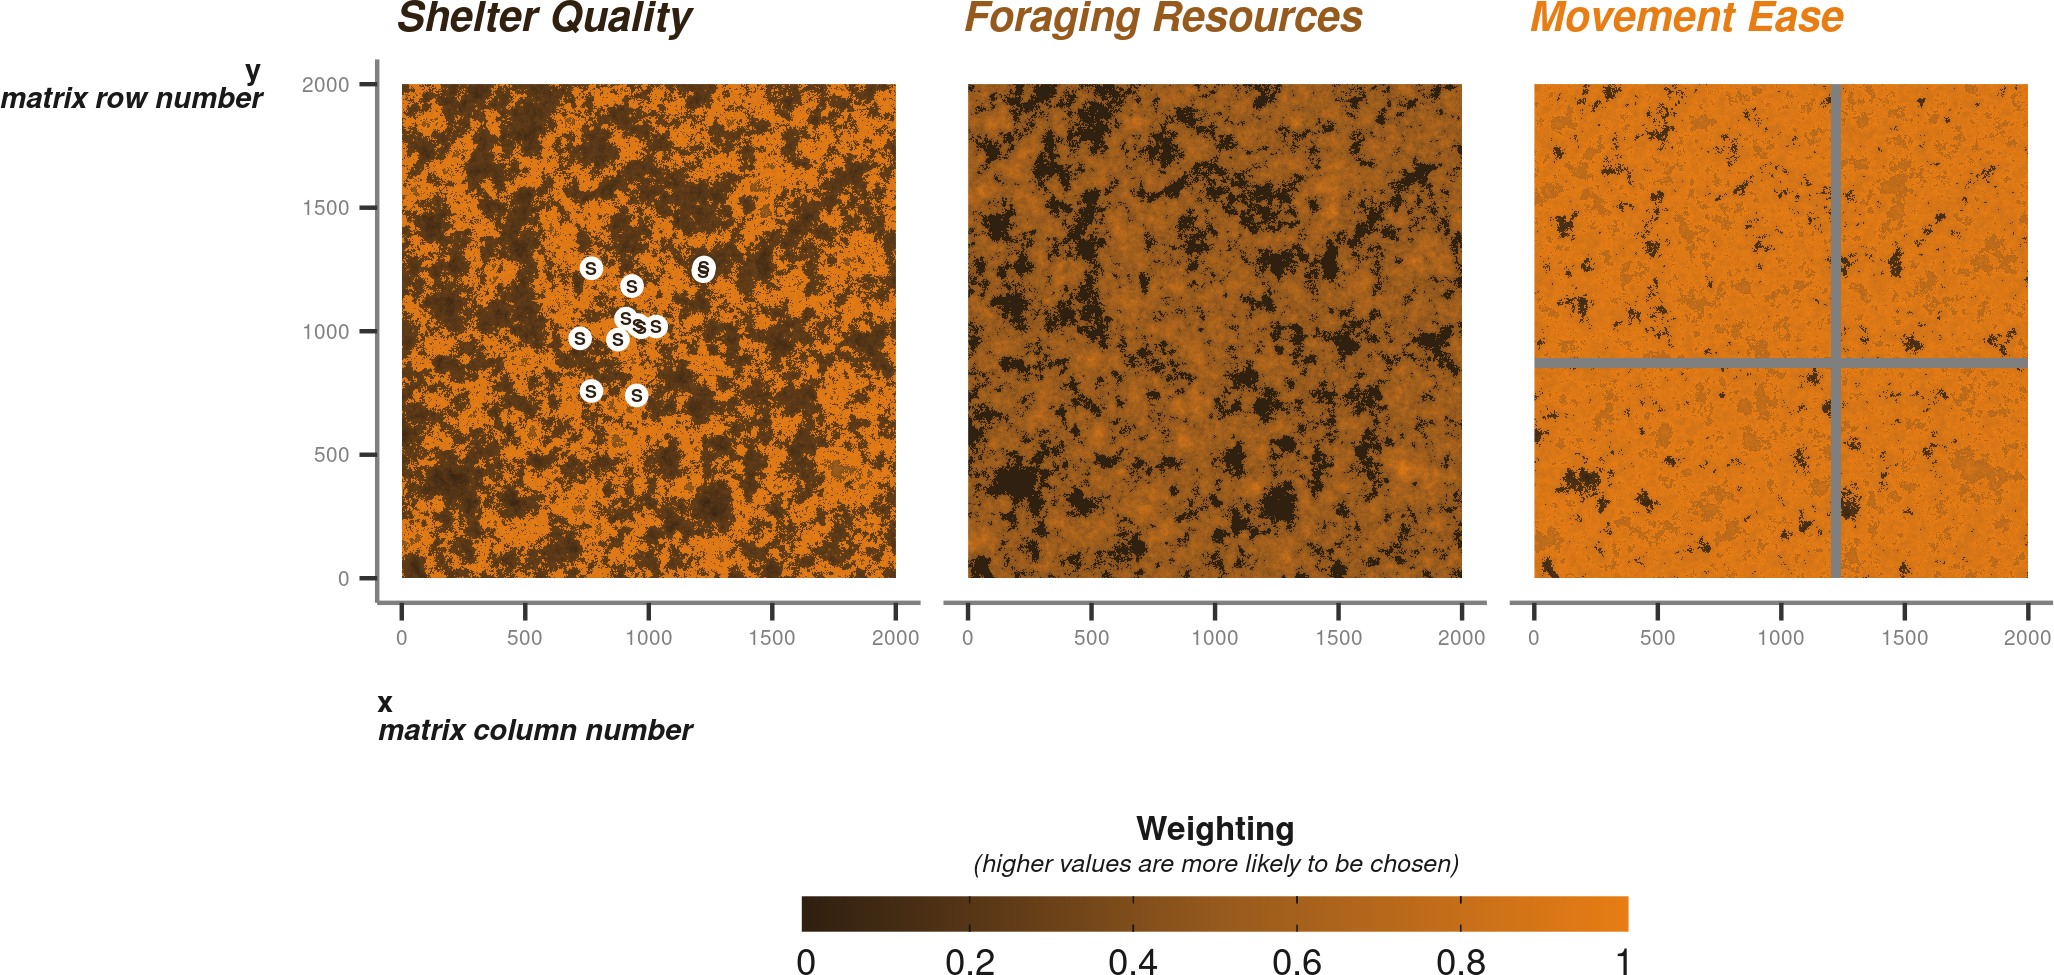 Shelter Quality
Foraging Resources
Movement Ease
y
matrix row number
2000
1500
1000
500
0
S
S
S
S
S
S
S
S
S
S
S
S
0 500 1000 1500 2000
0 500 1000 1500 2000
0 500 1000 1500 2000
x
matrix column number
Weighting
(higher values are more likely to be chosen)
0 0.2 0.4 0.6 0.8 1